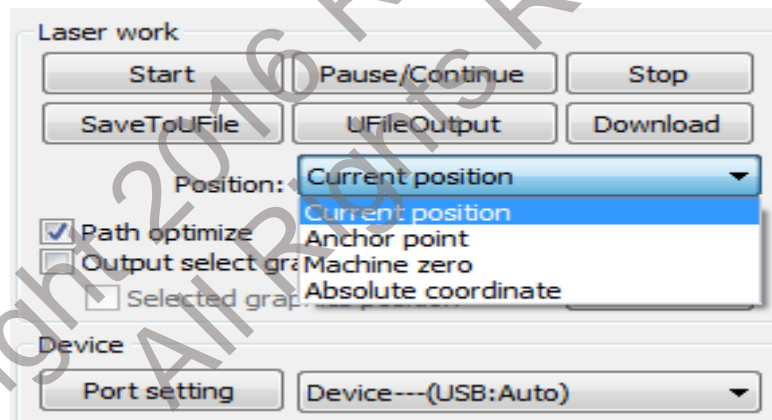 Laser work
Start Pause/Continue Stop
SaveToUFile UFileOutput Download
Position: Current position
Current position
Path optimize Anchor point
Output select gra Machine zero
Selected grap Absolute coordinate
Device
Port setting Device---(USB:Auto)